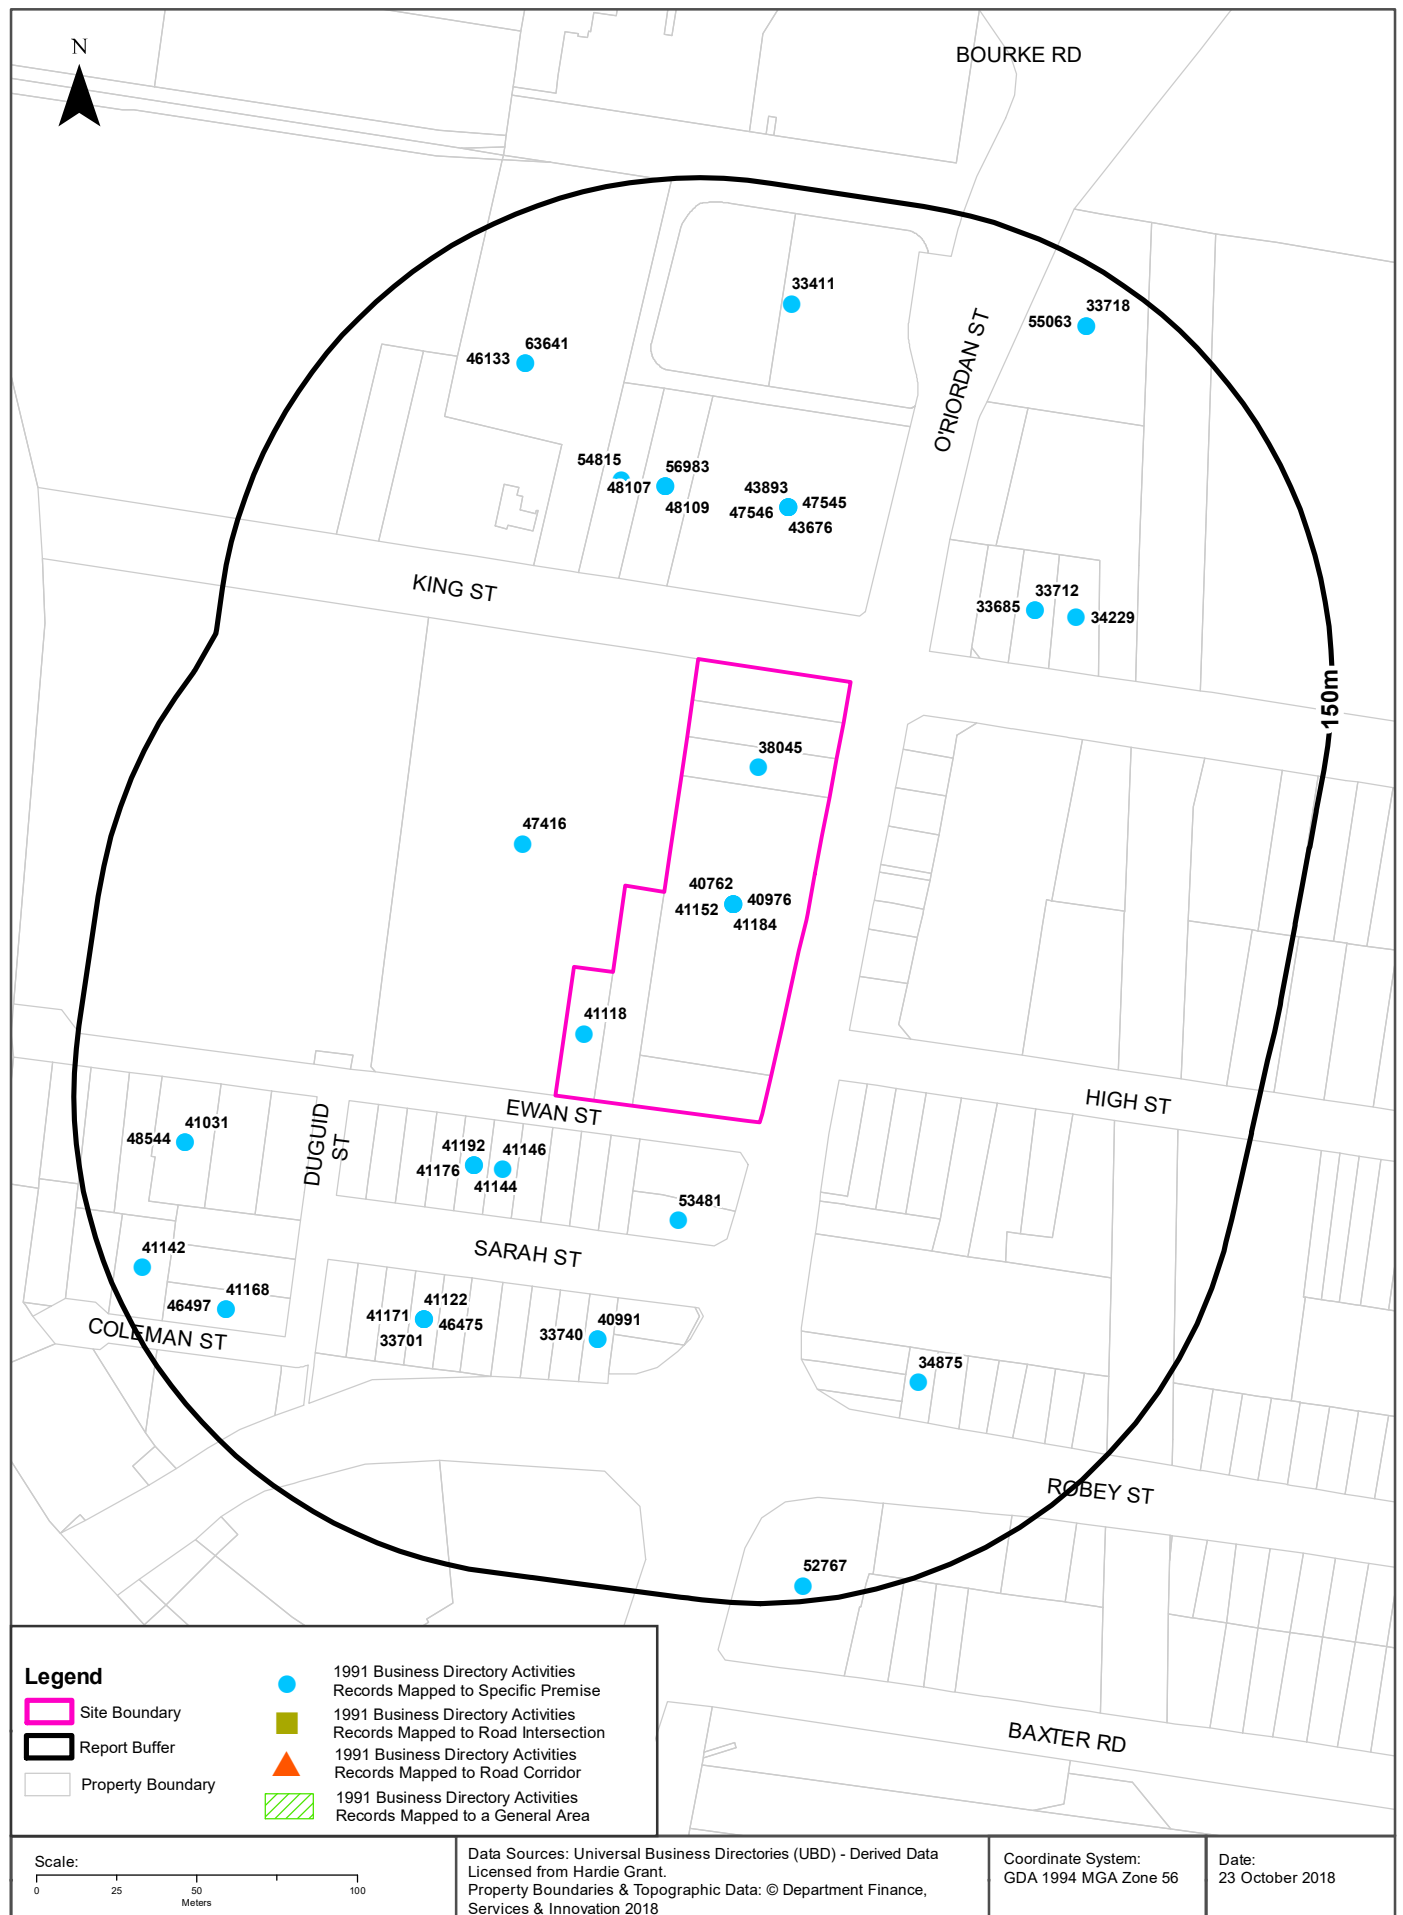 N
BOURKE RD
33411
33718
55063
O'RIORDAN ST
63641
46133
54815
56983
48107
48109
43893
47545
47546
43676
KING ST
33712
33685
34229
150m
38045
47416
40762
40976
41152
41184
41118
HIGH ST
EWAN ST
DUGUID
ST
41031
48544
41192
41146
41176
41144
53481
SARAH ST
41142
41168
46497
41122
41171
46475
33701
40991
33740
COLEMAN ST
34875
ROBEY ST
52767
BAXTER RD
Legend
Site Boundary
Report Buffer
Property Boundary
1991 Business Directory Activities
Records Mapped to Specific Premise
1991 Business Directory Activities
Records Mapped to Road Intersection
1991 Business Directory Activities
Records Mapped to Road Corridor
1991 Business Directory Activities
Records Mapped to a General Area
Scale:
0 25 50 100
Meters
Data Sources: Universal Business Directories (UBD) - Derived Data
Licensed from Hardie Grant.
Property Boundaries & Topographic Data: © Department Finance,
Services & Innovation 2018
Coordinate System:
GDA 1994 MGA Zone 56
Date:
23 October 2018